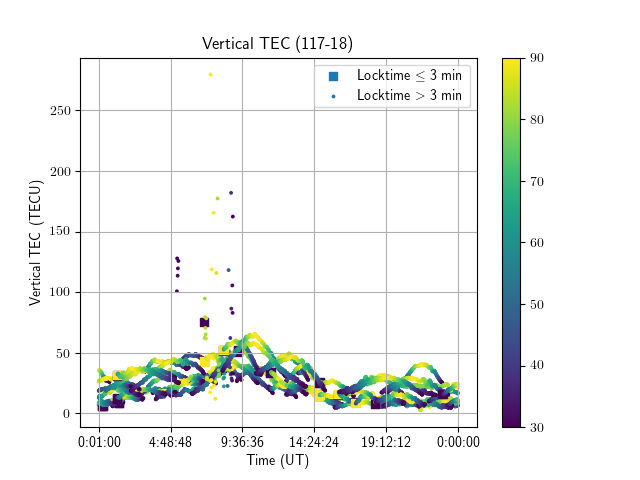 Vertical TEC (117-18)
Locktime ≤ 3 min
Locktime > 3 min
Vertical TEC (TECU)
250
200
150
100
50
0
0:01:00 4:48:48 9:36:36 14:24:24 19:12:12 0:00:00
Time (UT)
90
80
70
60
50
40
30